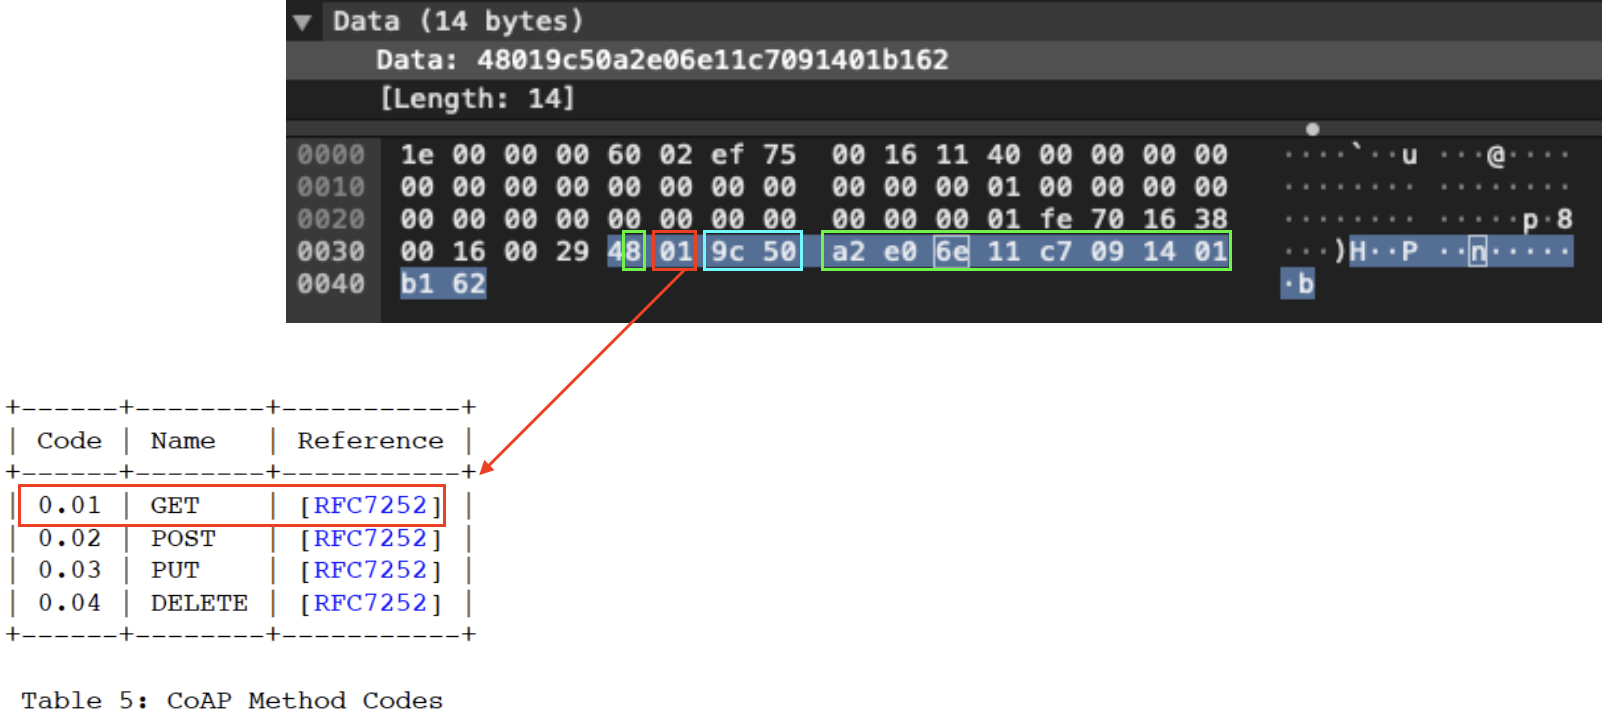 Data (14 bytes)
Data: 48019c50a2e06e11c7091401b162
[Length: 14]
0000 1e 00 00 00 60 02 ef 75 00 16 11 40 00 00 00 00 ····`··u ···@····
0010 00 00 00 00 00 00 00 00 00 00 00 01 00 00 00 00 ········ ········
0020 00 00 00 00 00 00 00 00 00 00 00 01 fe 70 16 38 ········ ·····p·8
0030 00 16 00 29 48 01 9c 50 a2 e0 6e 11 c7 09 14 01 ···)H··P ··n·····
0040 b1 62 ·b
+------+--------+-----------+
| Code | Name | Reference |
+------+--------+-----------+
| 0.01 | GET | [RFC7252] |
| 0.02 | POST | [RFC7252] |
| 0.03 | PUT | [RFC7252] |
| 0.04 | DELETE | [RFC7252] |
+------+--------+-----------+
Table 5: CoAP Method Codes